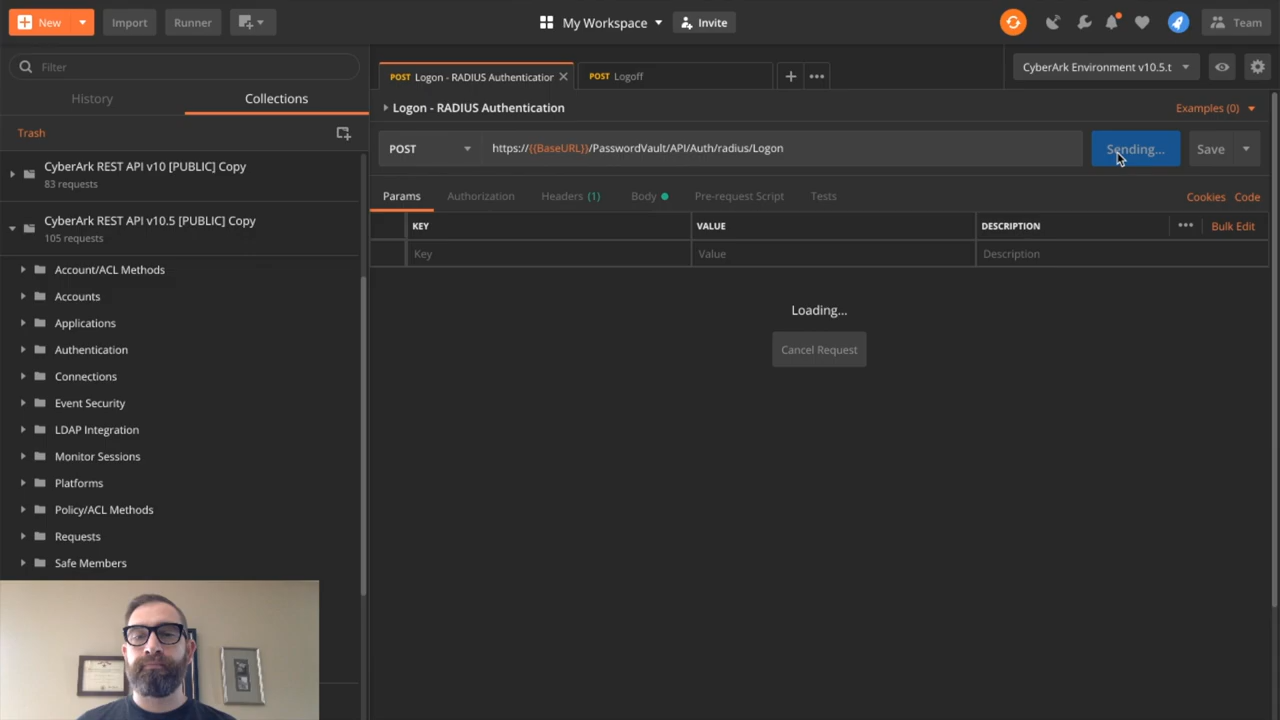 New
Import
Runner
My Workspace
Invite
Team
Filter
History
Collections
Trash
CyberArk REST API v10 [PUBLIC] Copy
83 requests
CyberArk REST API v10.5 [PUBLIC] Copy
105 requests
Account/ACL Methods
Accounts
Applications
Authentication
Connections
Event Security
LDAP Integration
Monitor Sessions
Platforms
Policy/ACL Methods
Requests
Safe Members
POST Logon - RADIUS Authentication
POST Logoff
CyberArk Environment v10.5.t
Logon - RADIUS Authentication
Examples (0)
POST
https://{{BaseURL}}/PasswordVault/API/Auth/radius/Logon
Sending...
Save
Params
Authorization
Headers (1)
Body
Pre-request Script
Tests
Cookies
Code
KEY
VALUE
DESCRIPTION
Bulk Edit
Key
Value
Description
Loading...
Cancel Request